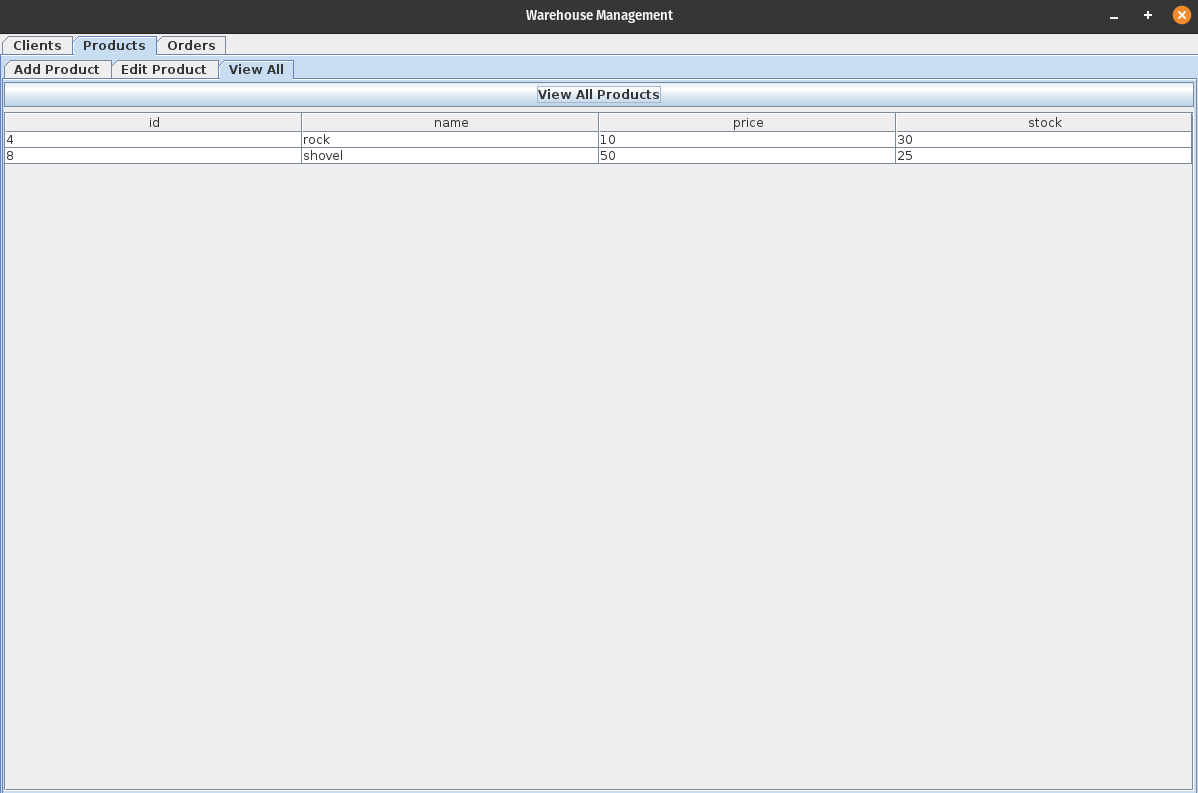 Warehouse Management
Clients Products Orders
Add Product Edit Product View All
View All Products
id name price stock
4 rock 10 30
8 shovel 50 25